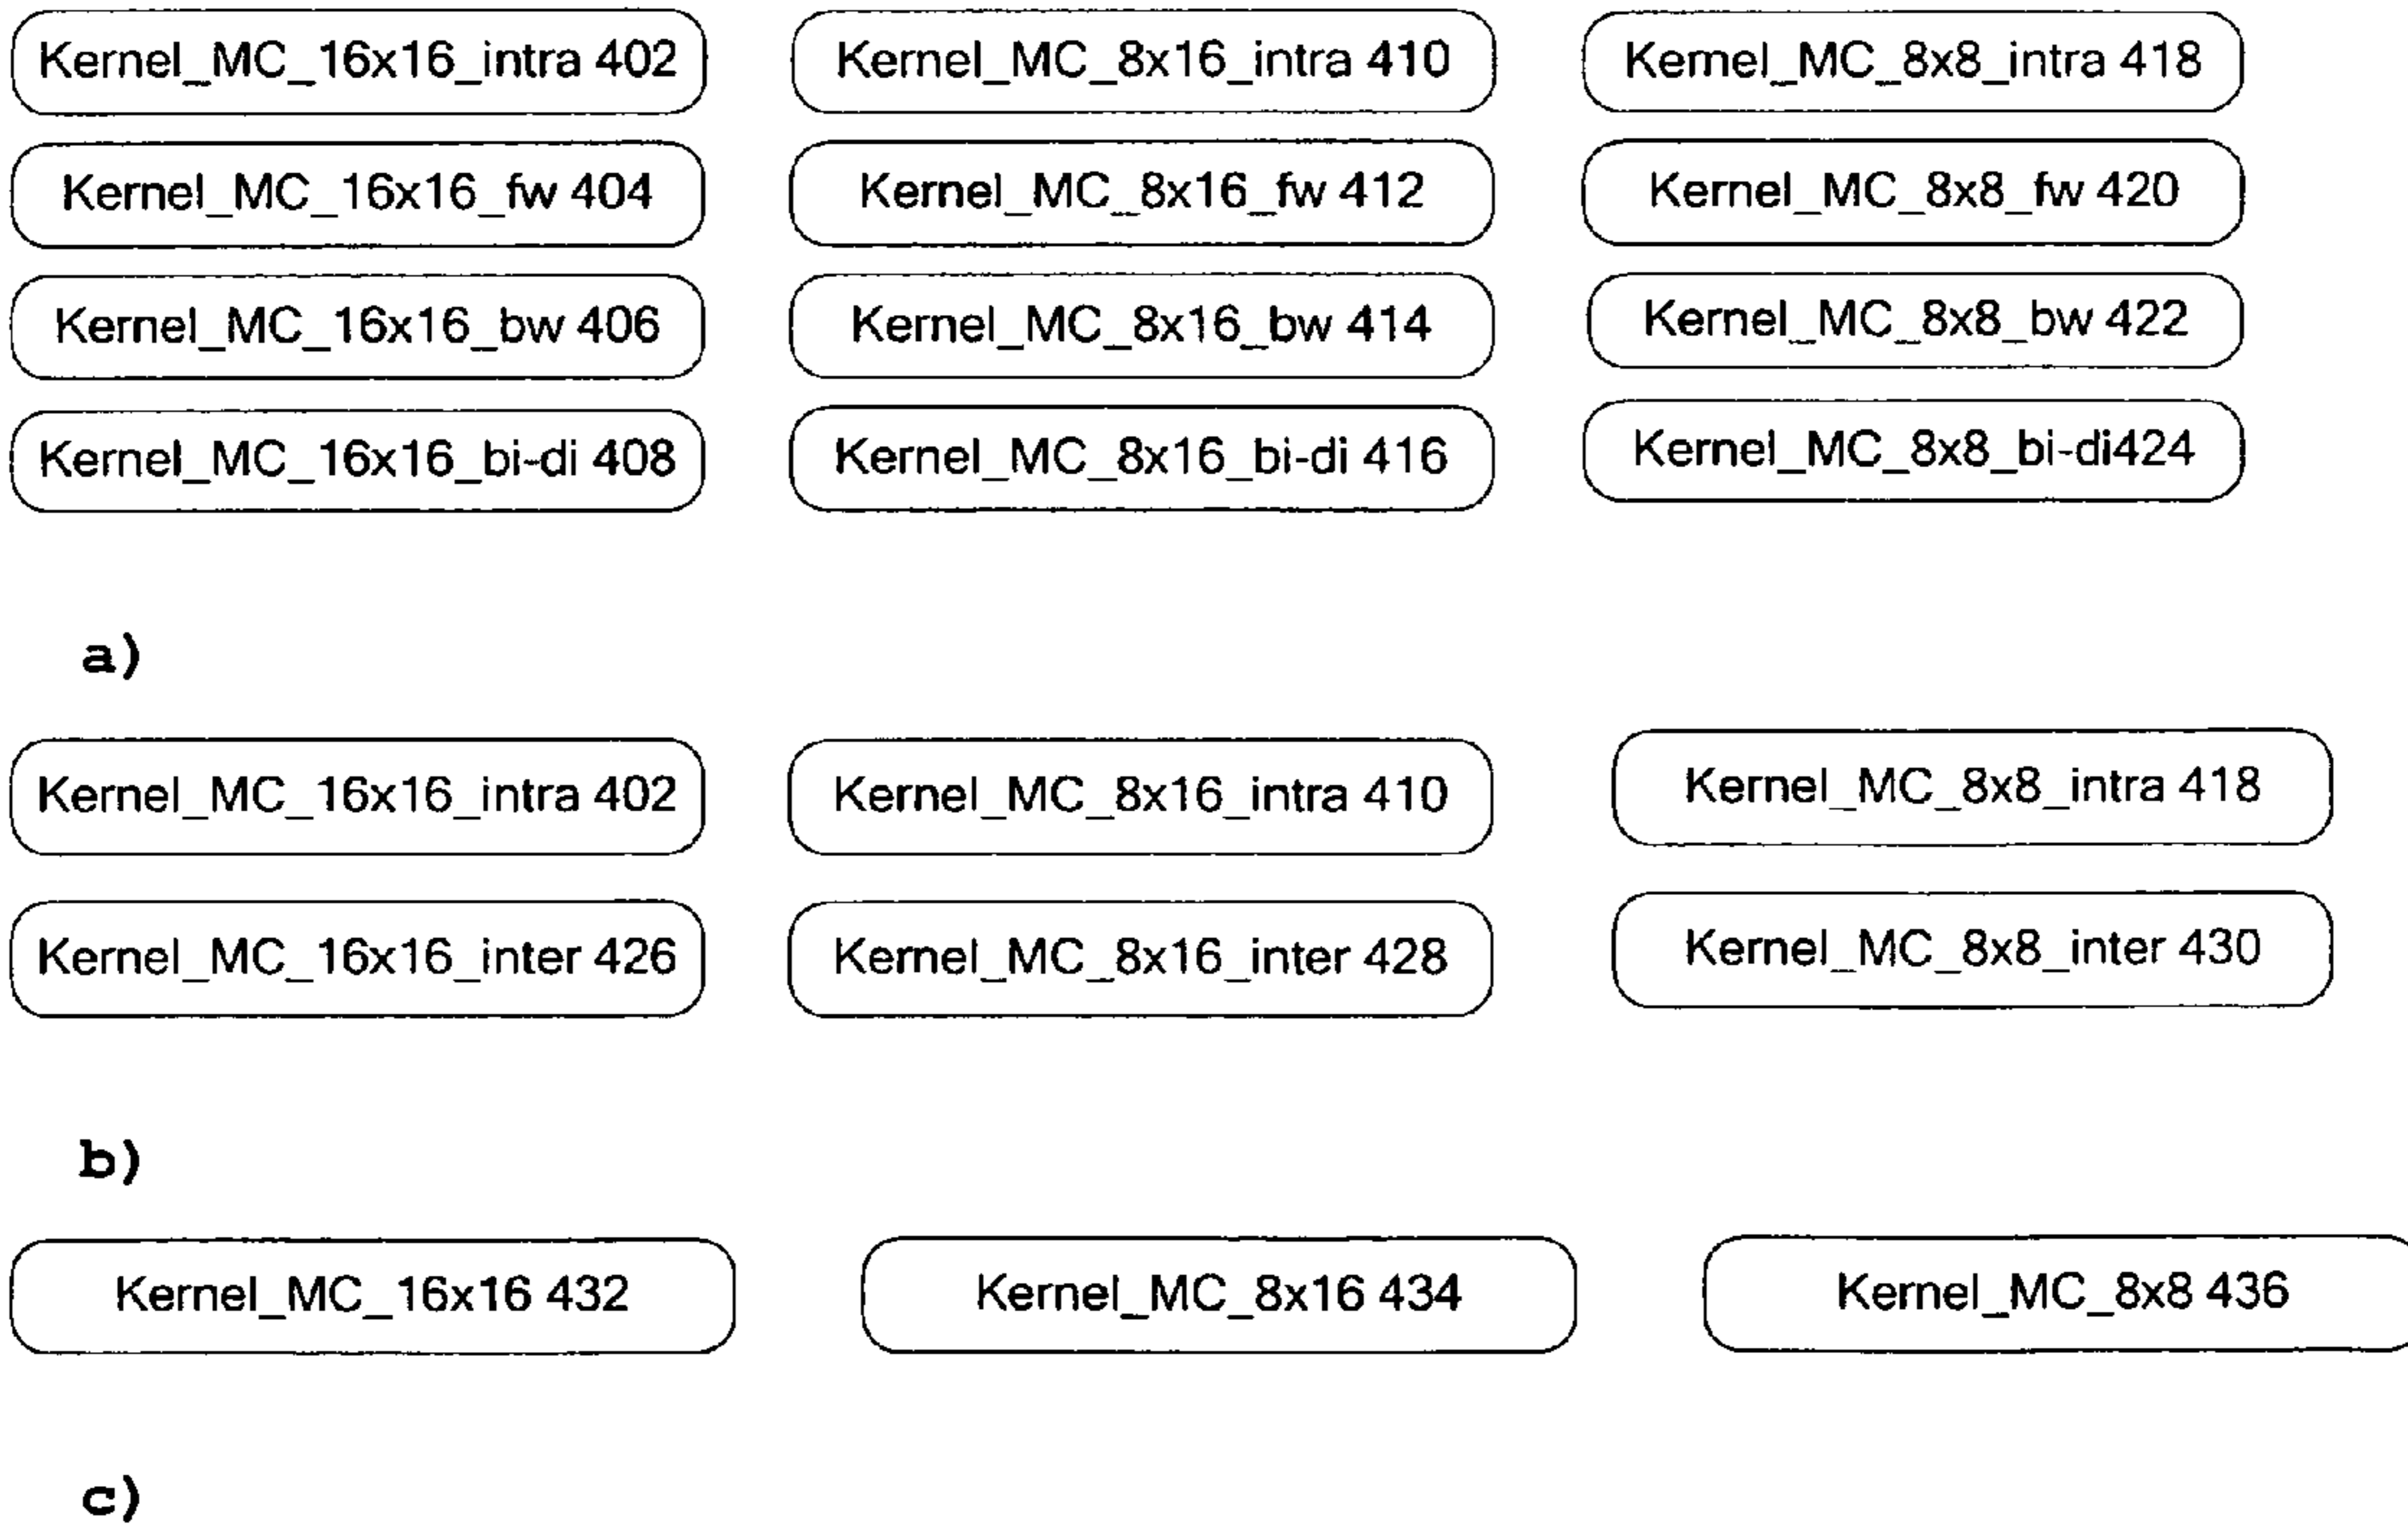 Kernel_MC_16x16_intra 402 Kernel_MC_8x16_intra 410 Kernel_MC_8x8_intra 418
Kernel_MC_16x16_fw 404 Kernel_MC_8x16_fw 412 Kernel_MC_8x8_fw 420
Kernel_MC_16x16_bw 406 Kernel_MC_8x16_bw 414 Kernel_MC_8x8_bw 422
Kernel_MC_16x16_bi-di 408 Kernel_MC_8x16_bi-di 416 Kernel_MC_8x8_bi-di424
a)
Kernel_MC_16x16_intra 402 Kernel_MC_8x16_intra 410 Kernel_MC_8x8_intra 418
Kernel_MC_16x16_inter 426 Kernel_MC_8x16_inter 428 Kernel_MC_8x8_inter 430
b)
Kernel_MC_16x16 432 Kernel_MC_8x16 434 Kernel_MC_8x8 436
c)